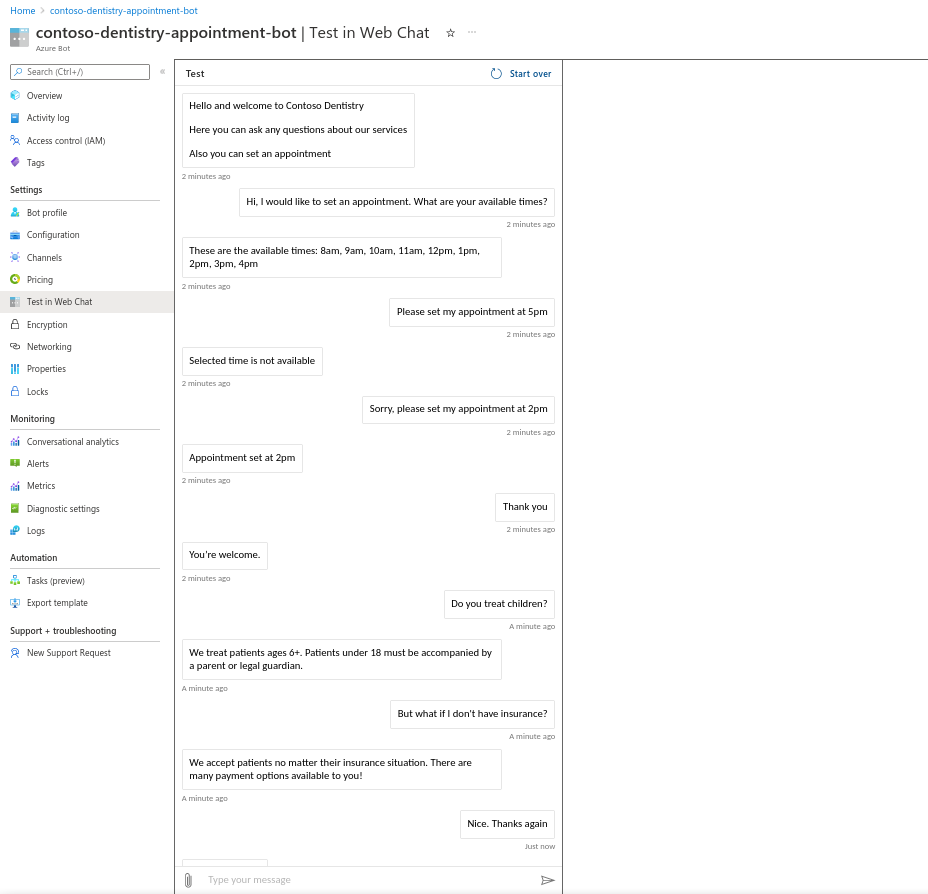 Home > contoso-dentistry-appointment-bot
contoso-dentistry-appointment-bot | Test in Web Chat
Azure Bot
Search (Ctrl+/)
Overview
Activity log
Access control (IAM)
Tags
Settings
Bot profile
Configuration
Channels
Pricing
Test in Web Chat
Encryption
Networking
Properties
Locks
Monitoring
Conversational analytics
Alerts
Metrics
Diagnostic settings
Logs
Automation
Tasks (preview)
Export template
Support + troubleshooting
New Support Request
Test
Start over
Hello and welcome to Contoso Dentistry
Here you can ask any questions about our services
Also you can set an appointment
2 minutes ago
Hi, I would like to set an appointment. What are your available times?
2 minutes ago
These are the available times: 8am, 9am, 10am, 11am, 12pm, 1pm,
2pm, 3pm, 4pm
2 minutes ago
Please set my appointment at 5pm
2 minutes ago
Selected time is not available
2 minutes ago
Sorry, please set my appointment at 2pm
2 minutes ago
Appointment set at 2pm
2 minutes ago
Thank you
2 minutes ago
You're welcome.
2 minutes ago
Do you treat children?
A minute ago
We treat patients ages 6+. Patients under 18 must be accompanied by
a parent or legal guardian.
A minute ago
But what if I don't have insurance?
A minute ago
We accept patients no matter their insurance situation. There are
many payment options available to you!
A minute ago
Nice. Thanks again
Just now
Type your message